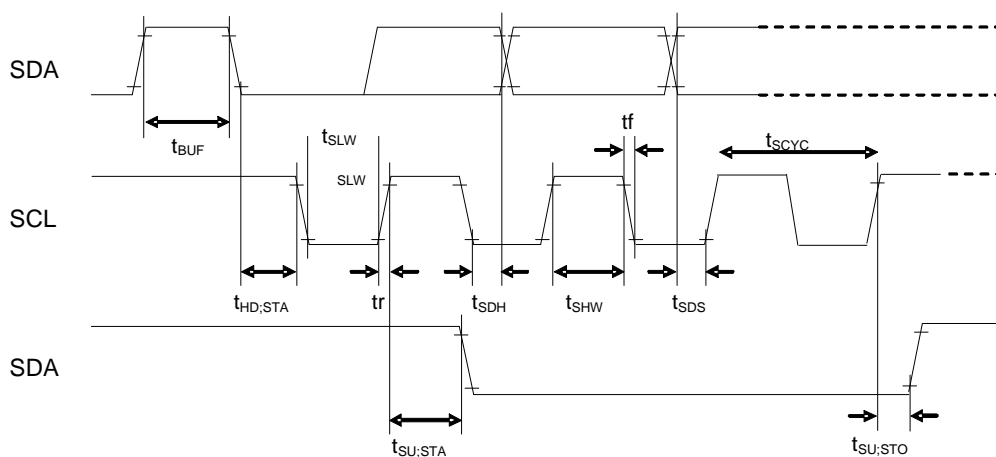 SDA
tBUF
tSLW
SLW
tf
tSCYC
SCL
tHD;STA
tr
tSDH
tSHW
tSDS
SDA
tSU;STA
tSU;STO